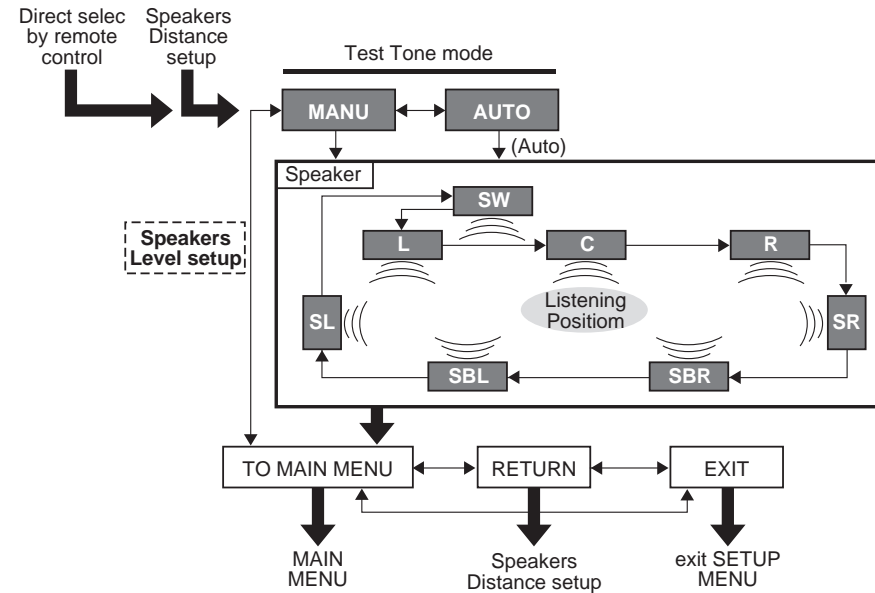 Direct selec
by remote
control
Speakers
Distance
setup
Test Tone mode
MANU
AUTO
(Auto)
Speaker
SW
L
C
R
Speakers
Level setup
SL
Listening
Positiom
SR
SBL
SBR
TO MAIN MENU
RETURN
EXIT
MAIN
MENU
Speakers
Distance setup
exit SETUP
MENU